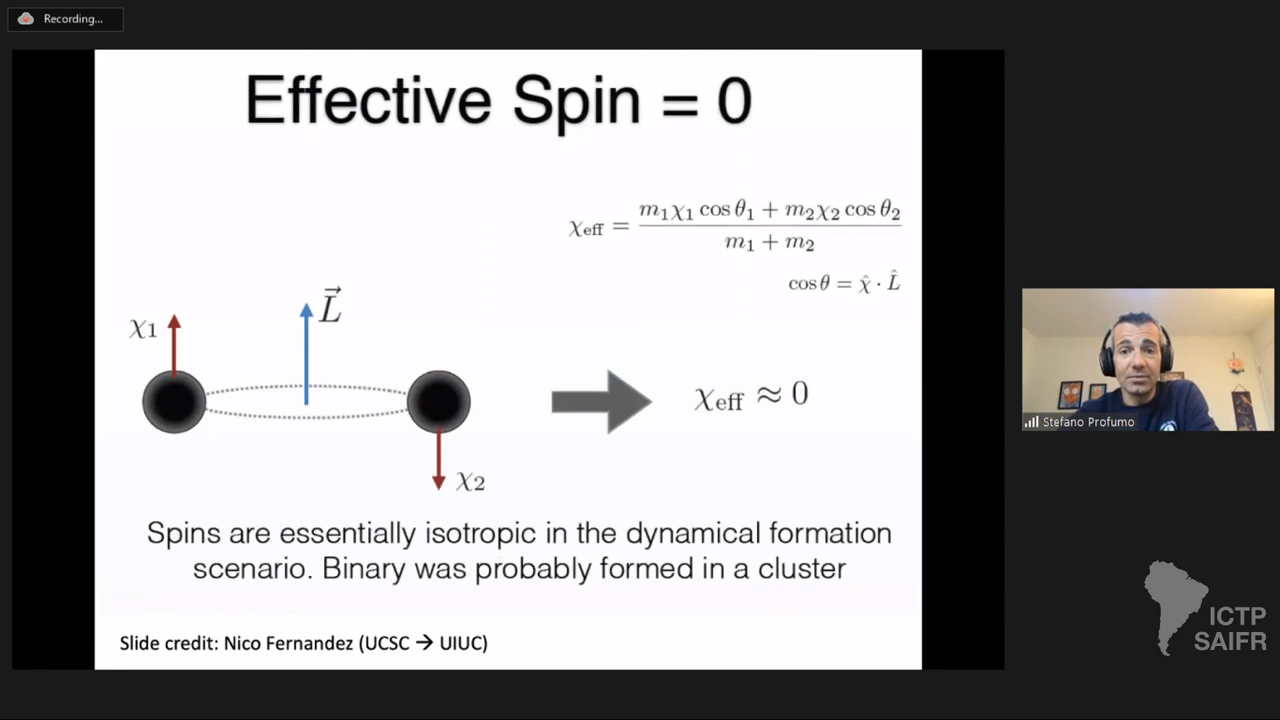 Recording...
Effective Spin = 0
χeff = (m1χ1 cos θ1 + m2χ2 cos θ2) / (m1 + m2)
cos θ = χ̂ · L̂
L⃗
χ1
χeff ≈ 0
χ2
Spins are essentially isotropic in the dynamical formation
scenario. Binary was probably formed in a cluster
Slide credit: Nico Fernandez (UCSC → UIUC)
Stefano Profumo
ICTP
SAIFR